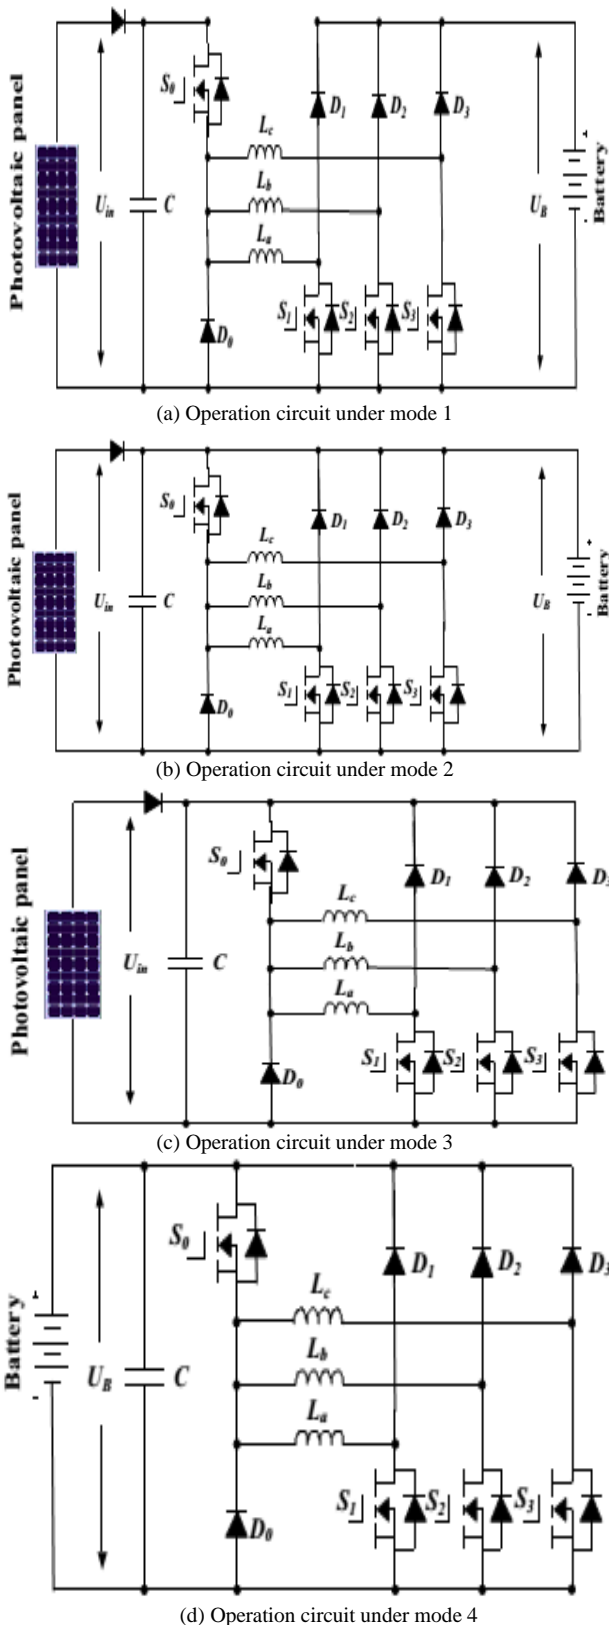 Photovoltaic panel
U_in
C
S_0
L_c
L_b
L_a
D_0
D_1
D_2
D_3
S_1
S_2
S_3
U_B
+
-
Battery
(a) Operation circuit under mode 1
Photovoltaic panel
U_in
C
S_0
L_c
L_b
L_a
D_0
D_1
D_2
D_3
S_1
S_2
S_3
U_B
+
-
Battery
(b) Operation circuit under mode 2
Photovoltaic panel
U_in
C
S_0
L_c
L_b
L_a
D_0
D_1
D_2
D_3
S_1
S_2
S_3
(c) Operation circuit under mode 3
Battery
+
-
U_B
C
S_0
L_c
L_b
L_a
D_0
D_1
D_2
D_3
S_1
S_2
S_3
(d) Operation circuit under mode 4